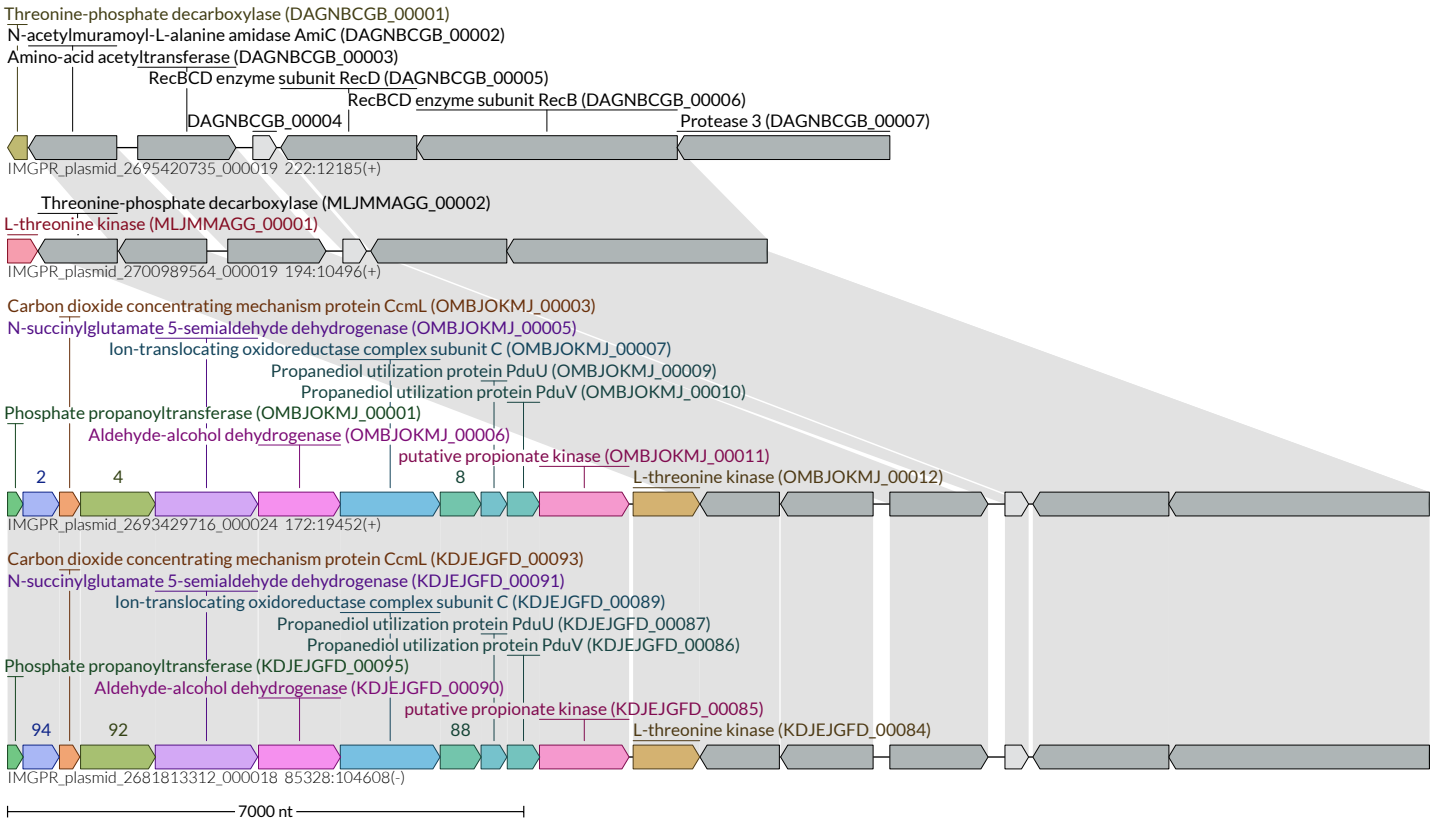 Threonine-phosphate decarboxylase (DAGNBCGB_00001)
N-acetylmuramoyl-L-alanine amidase AmiC (DAGNBCGB_00002)
Amino-acid acetyltransferase (DAGNBCGB_00003)
RecBCD enzyme subunit RecD (DAGNBCGB_00005)
RecBCD enzyme subunit RecB (DAGNBCGB_00006)
DAGNBCGB_00004
Protease 3 (DAGNBCGB_00007)
IMGPR_plasmid_2695420735_000019 222:12185(+)
Threonine-phosphate decarboxylase (MLJMMAGG_00002)
L-threonine kinase (MLJMMAGG_00001)
IMGPR_plasmid_2700989564_000019 194:10496(+)
Carbon dioxide concentrating mechanism protein CcmL (OMBJOKMJ_00003)
N-succinylglutamate 5-semialdehyde dehydrogenase (OMBJOKMJ_00005)
Ion-translocating oxidoreductase complex subunit C (OMBJOKMJ_00007)
Propanediol utilization protein PduU (OMBJOKMJ_00009)
Propanediol utilization protein PduV (OMBJOKMJ_00010)
Phosphate propanoyltransferase (OMBJOKMJ_00001)
Aldehyde-alcohol dehydrogenase (OMBJOKMJ_00006)
putative propionate kinase (OMBJOKMJ_00011)
2 4 8 L-threonine kinase (OMBJOKMJ_00012)
IMGPR_plasmid_2693429716_000024 172:19452(+)
Carbon dioxide concentrating mechanism protein CcmL (KDJEJGFD_00093)
N-succinylglutamate 5-semialdehyde dehydrogenase (KDJEJGFD_00091)
Ion-translocating oxidoreductase complex subunit C (KDJEJGFD_00089)
Propanediol utilization protein PduU (KDJEJGFD_00087)
Propanediol utilization protein PduV (KDJEJGFD_00086)
Phosphate propanoyltransferase (KDJEJGFD_00095)
Aldehyde-alcohol dehydrogenase (KDJEJGFD_00090)
putative propionate kinase (KDJEJGFD_00085)
94 92 88 L-threonine kinase (KDJEJGFD_00084)
IMGPR_plasmid_2681813312_000018 85328:104608(-)
7000 nt